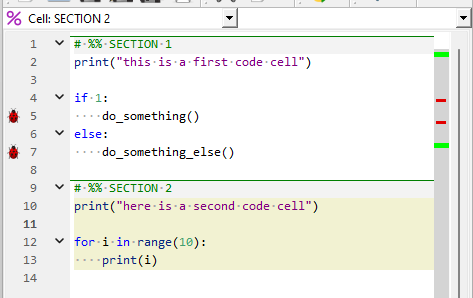 Cell: SECTION 2
1 # %% SECTION 1
2 print("this is a first code cell")
3
4 if 1:
5 ····do_something()
6 else:
7 ····do_something_else()
8
9 # %% SECTION 2
10 print("here is a second code cell")
11
12 for i in range(10):
13 ····print(i)
14